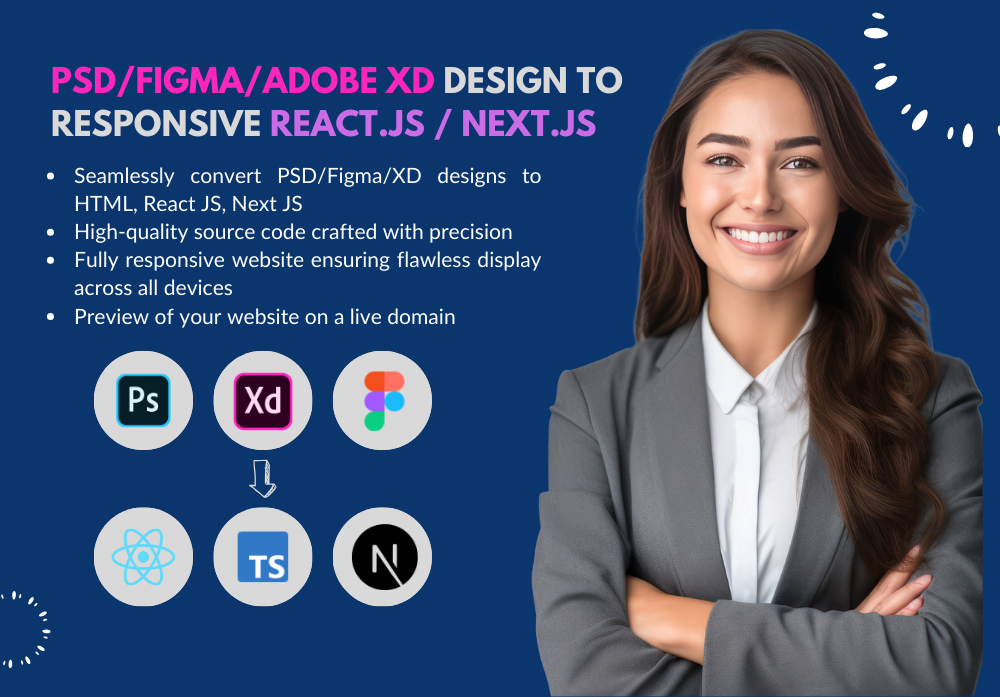 PSD/FIGMA/ADOBE XD DESIGN TO
RESPONSIVE REACT.JS / NEXT.JS
Seamlessly convert PSD/Figma/XD designs to
HTML, React JS, Next JS
High-quality source code crafted with precision
Fully responsive website ensuring flawless display
across all devices
Preview of your website on a live domain
Ps Xd
TS N